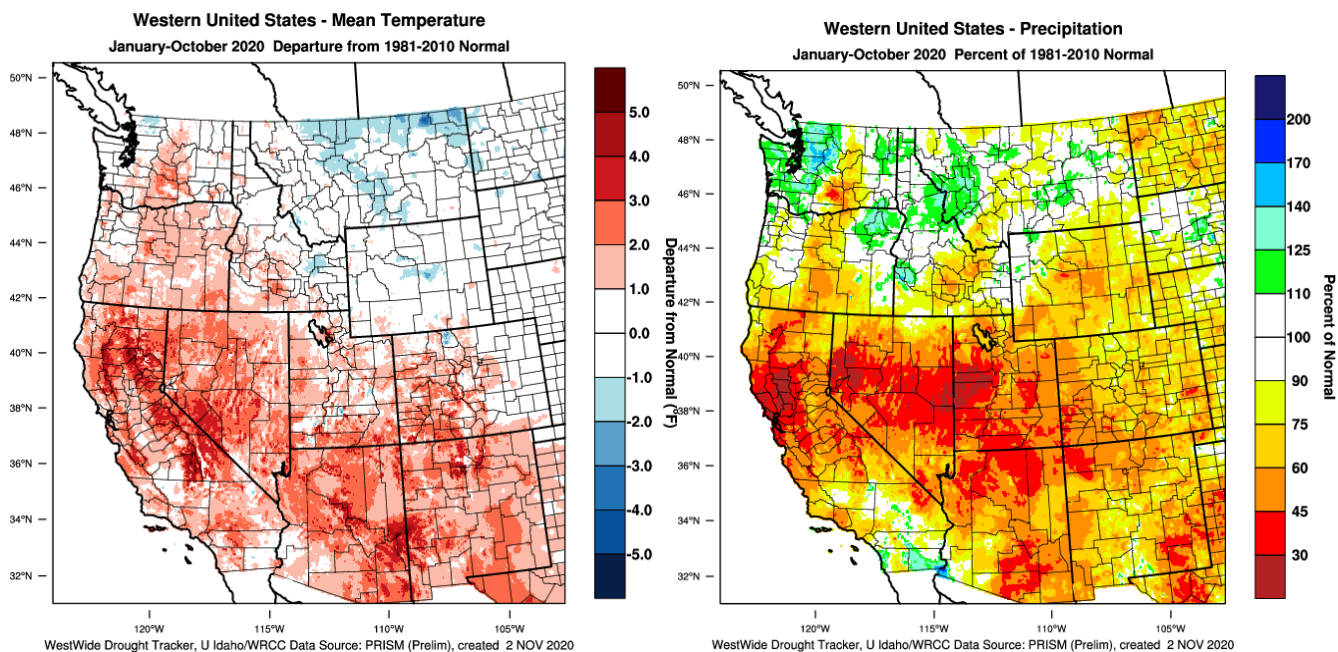 Western United States - Mean Temperature
January-October 2020 Departure from 1981-2010 Normal
50°N
48°N
46°N
44°N
42°N
40°N
38°N
36°N
34°N
32°N
120°W
115°W
110°W
105°W
5.0
4.0
3.0
2.0
1.0
0.0
-1.0
-2.0
-3.0
-4.0
-5.0
Departure from Normal (°F)
WestWide Drought Tracker, U Idaho/WRCC Data Source: PRISM (Prelim), created 2 NOV 2020
Western United States - Precipitation
January-October 2020 Percent of 1981-2010 Normal
50°N
48°N
46°N
44°N
42°N
40°N
38°N
36°N
34°N
32°N
120°W
115°W
110°W
105°W
200
170
140
125
110
100
90
75
60
45
30
Percent of Normal
WestWide Drought Tracker, U Idaho/WRCC Data Source: PRISM (Prelim), created 2 NOV 2020